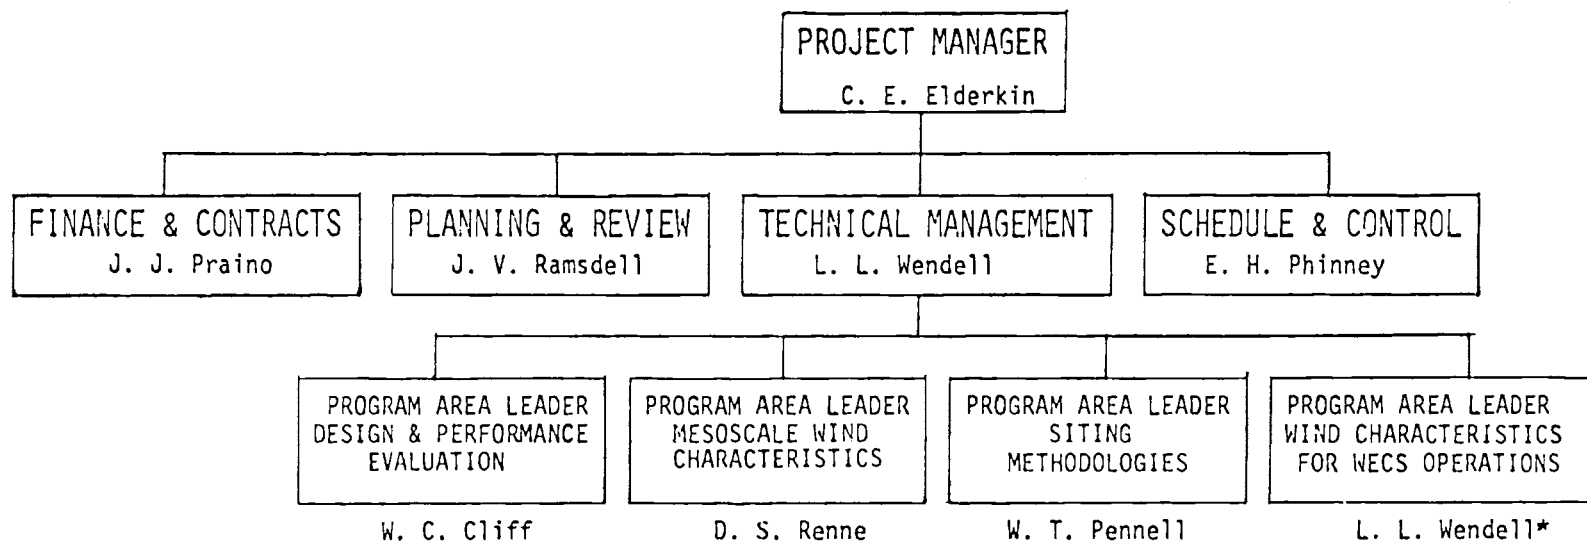 PROJECT MANAGER
C. E. Elderkin
FINANCE & CONTRACTS
J. J. Praino
PLANNING & REVIEW
J. V. Ramsdell
TECHNICAL MANAGEMENT
L. L. Wendell
SCHEDULE & CONTROL
E. H. Phinney
PROGRAM AREA LEADER
DESIGN & PERFORMANCE
EVALUATION
W. C. Cliff
PROGRAM AREA LEADER
MESOSCALE WIND
CHARACTERISTICS
D. S. Renne
PROGRAM AREA LEADER
SITING
METHODOLOGIES
W. T. Pennell
PROGRAM AREA LEADER
WIND CHARACTERISTICS
FOR WECS OPERATIONS
L. L. Wendell*